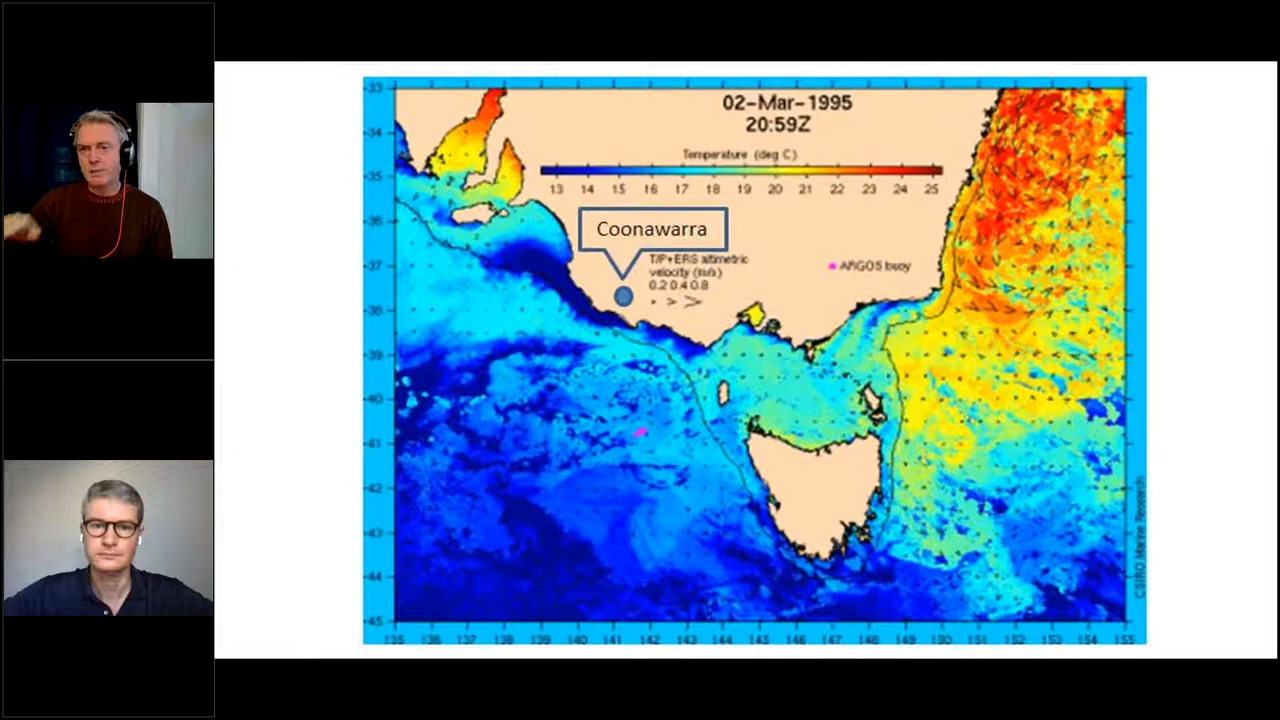 02-Mar-1995
20:59Z
Temperature (deg C)
13 14 15 16 17 18 19 20 21 22 23 24 25
Coonawarra
T/P+ERS altimetric
velocity (m/s)
0.2 0.4 0.8
ARGOS buoy
-33
-34
-35
-36
-37
-38
-39
-40
-41
-42
-43
-44
-45
135 136 137 138 139 140 141 142 143 144 145 146 147 148 149 150 151 152 153 154 155
CSIRO Marine Research